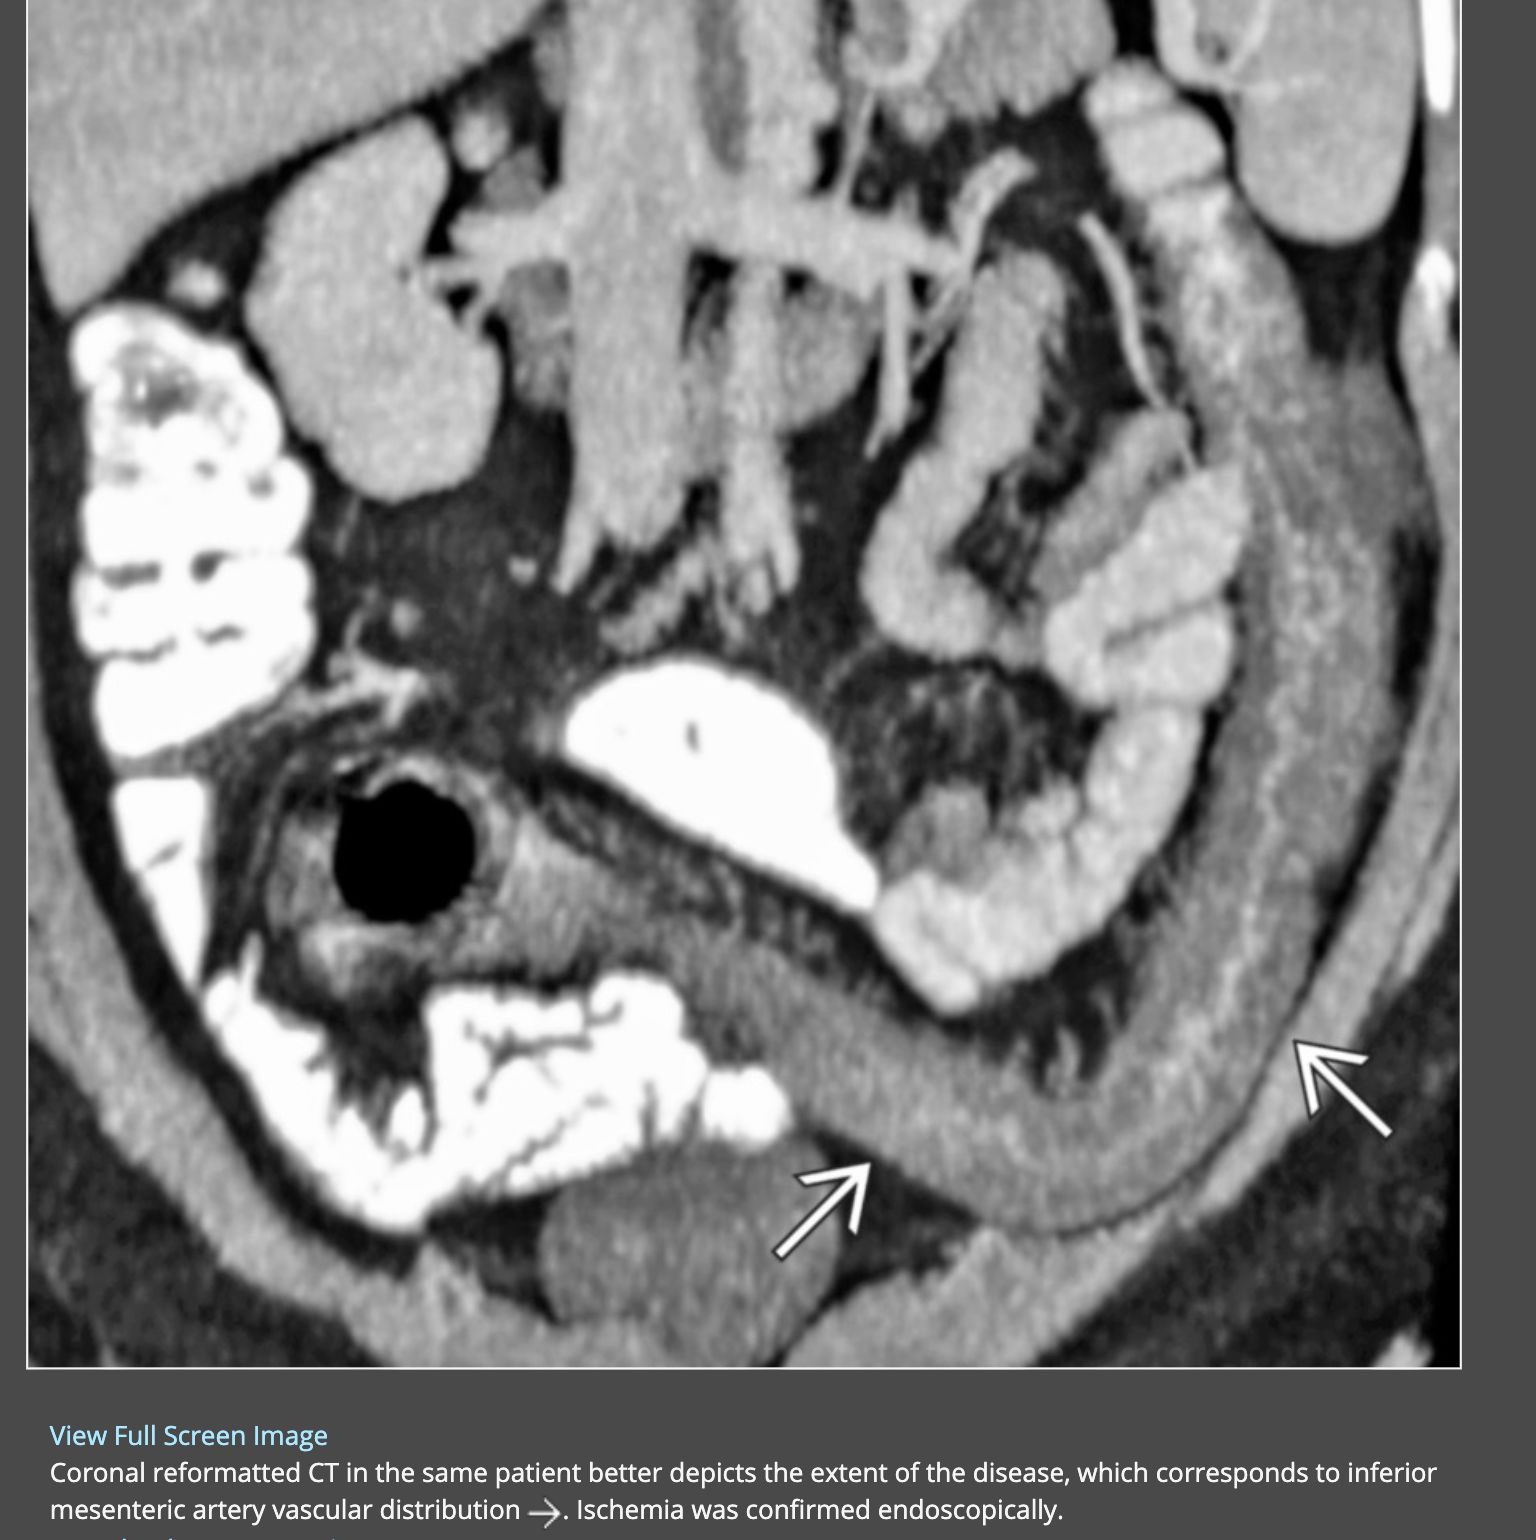 View Full Screen Image
Coronal reformatted CT in the same patient better depicts the extent of the disease, which corresponds to inferior
mesenteric artery vascular distribution →. Ischemia was confirmed endoscopically.